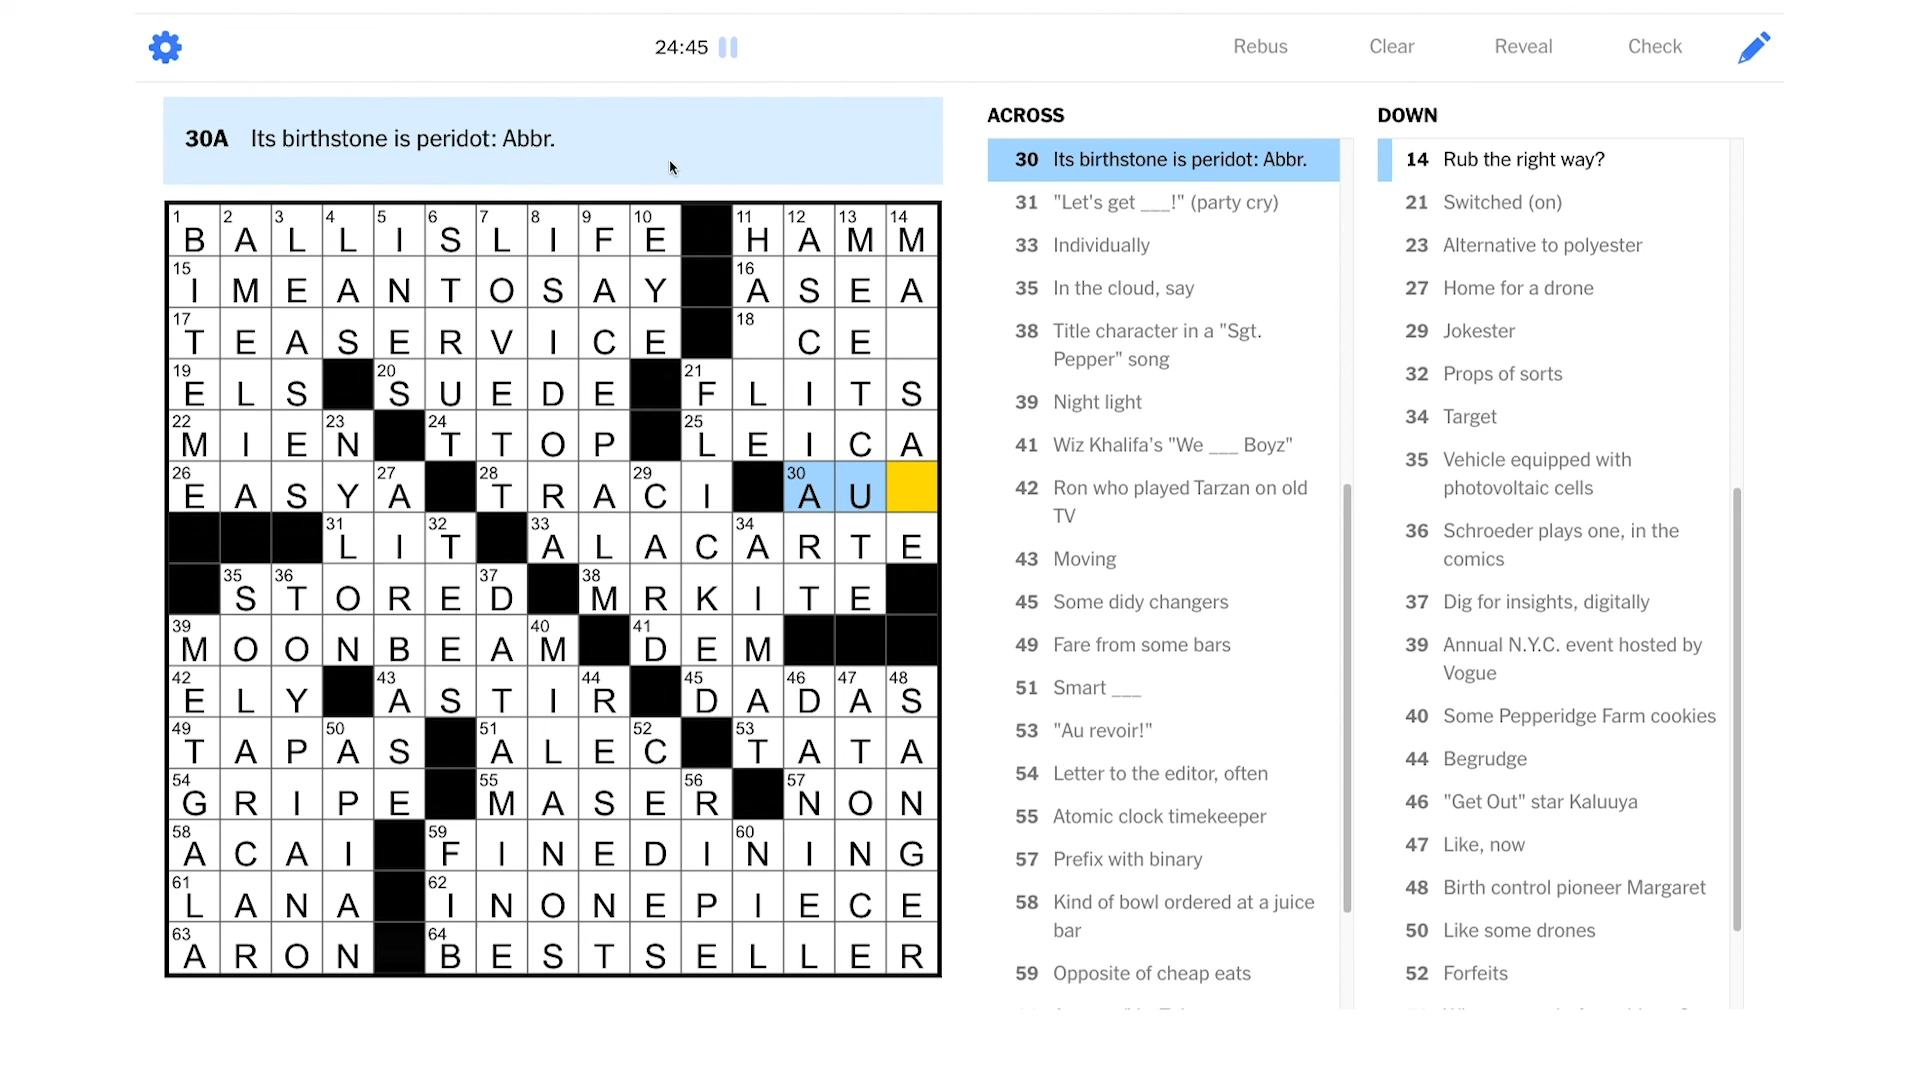 24:45
Rebus
Clear
Reveal
Check
30A Its birthstone is peridot: Abbr.
1 B 2 A 3 L 4 L 5 I 6 S 7 L 8 I 9 F 10 E 11 H 12 A 13 M 14 M
15 I M E A N T O S A Y 16 A S E A
17 T E A S E R V I C E 18 C E
19 E L S 20 S U E D E 21 F L I T S
22 M I E 23 N 24 T T O P 25 L E I C A
26 E A S Y 27 A 28 T R A 29 C I 30 A U
31 L I 32 T 33 A L A C 34 A R T E
35 S 36 T O R E 37 D 38 M R K I T E
39 M O O N B E A 40 M 41 D E M
42 E L Y 43 A S T I 44 R 45 D A 46 D 47 A 48 S
49 T A P 50 A S 51 A L E 52 C 53 T A T A
54 G R I P E 55 M A S E 56 R 57 N O N
58 A C A I 59 F I N E D I 60 N I N G
61 L A N A 62 I N O N E P I E C E
63 A R O N 64 B E S T S E L L E R
ACROSS
30 Its birthstone is peridot: Abbr.
31 "Let's get ___!" (party cry)
33 Individually
35 In the cloud, say
38 Title character in a "Sgt.
Pepper" song
39 Night light
41 Wiz Khalifa's "We ___ Boyz"
42 Ron who played Tarzan on old
TV
43 Moving
45 Some didy changers
49 Fare from some bars
51 Smart ___
53 "Au revoir!"
54 Letter to the editor, often
55 Atomic clock timekeeper
57 Prefix with binary
58 Kind of bowl ordered at a juice
bar
59 Opposite of cheap eats
DOWN
14 Rub the right way?
21 Switched (on)
23 Alternative to polyester
27 Home for a drone
29 Jokester
32 Props of sorts
34 Target
35 Vehicle equipped with
photovoltaic cells
36 Schroeder plays one, in the
comics
37 Dig for insights, digitally
39 Annual N.Y.C. event hosted by
Vogue
40 Some Pepperidge Farm cookies
44 Begrudge
46 "Get Out" star Kaluuya
47 Like, now
48 Birth control pioneer Margaret
50 Like some drones
52 Forfeits